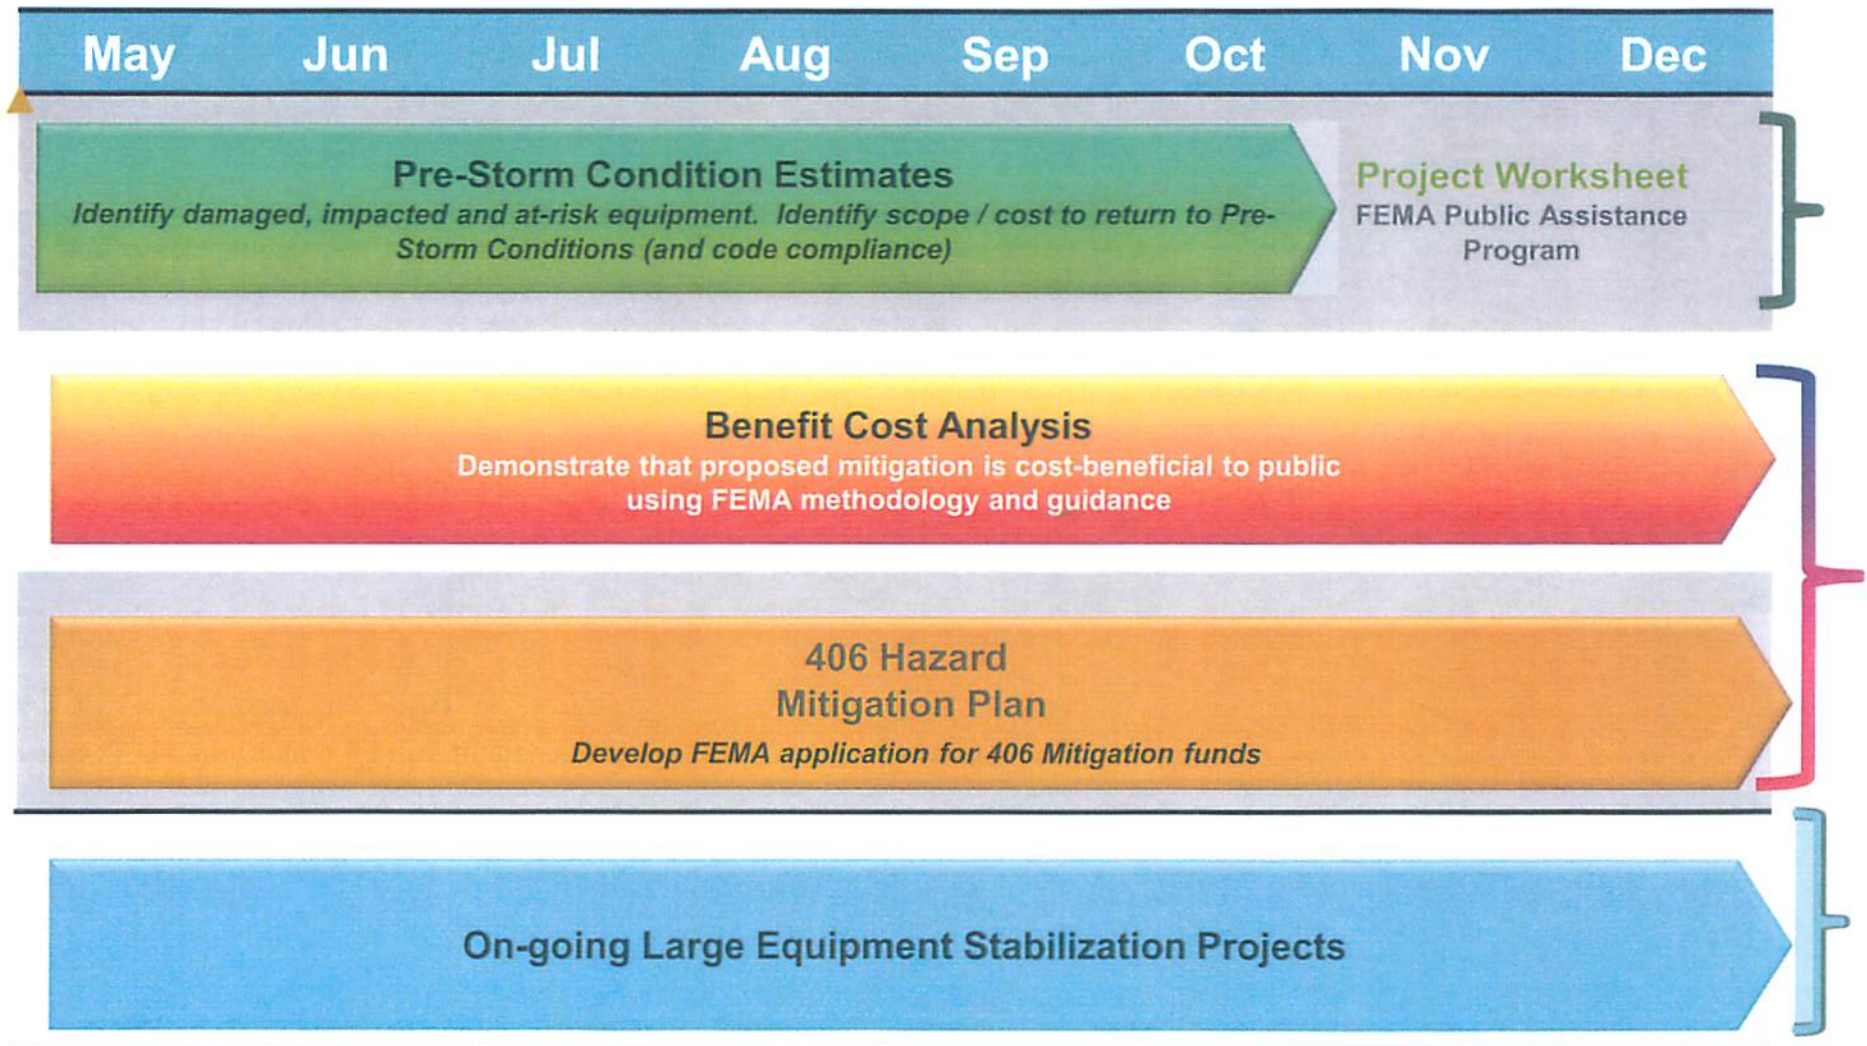 May Jun Jul Aug Sep Oct Nov Dec
Pre-Storm Condition Estimates
Identify damaged, impacted and at-risk equipment. Identify scope / cost to return to Pre-
Storm Conditions (and code compliance)
Project Worksheet
FEMA Public Assistance
Program
Benefit Cost Analysis
Demonstrate that proposed mitigation is cost-beneficial to public
using FEMA methodology and guidance
406 Hazard
Mitigation Plan
Develop FEMA application for 406 Mitigation funds
On-going Large Equipment Stabilization Projects